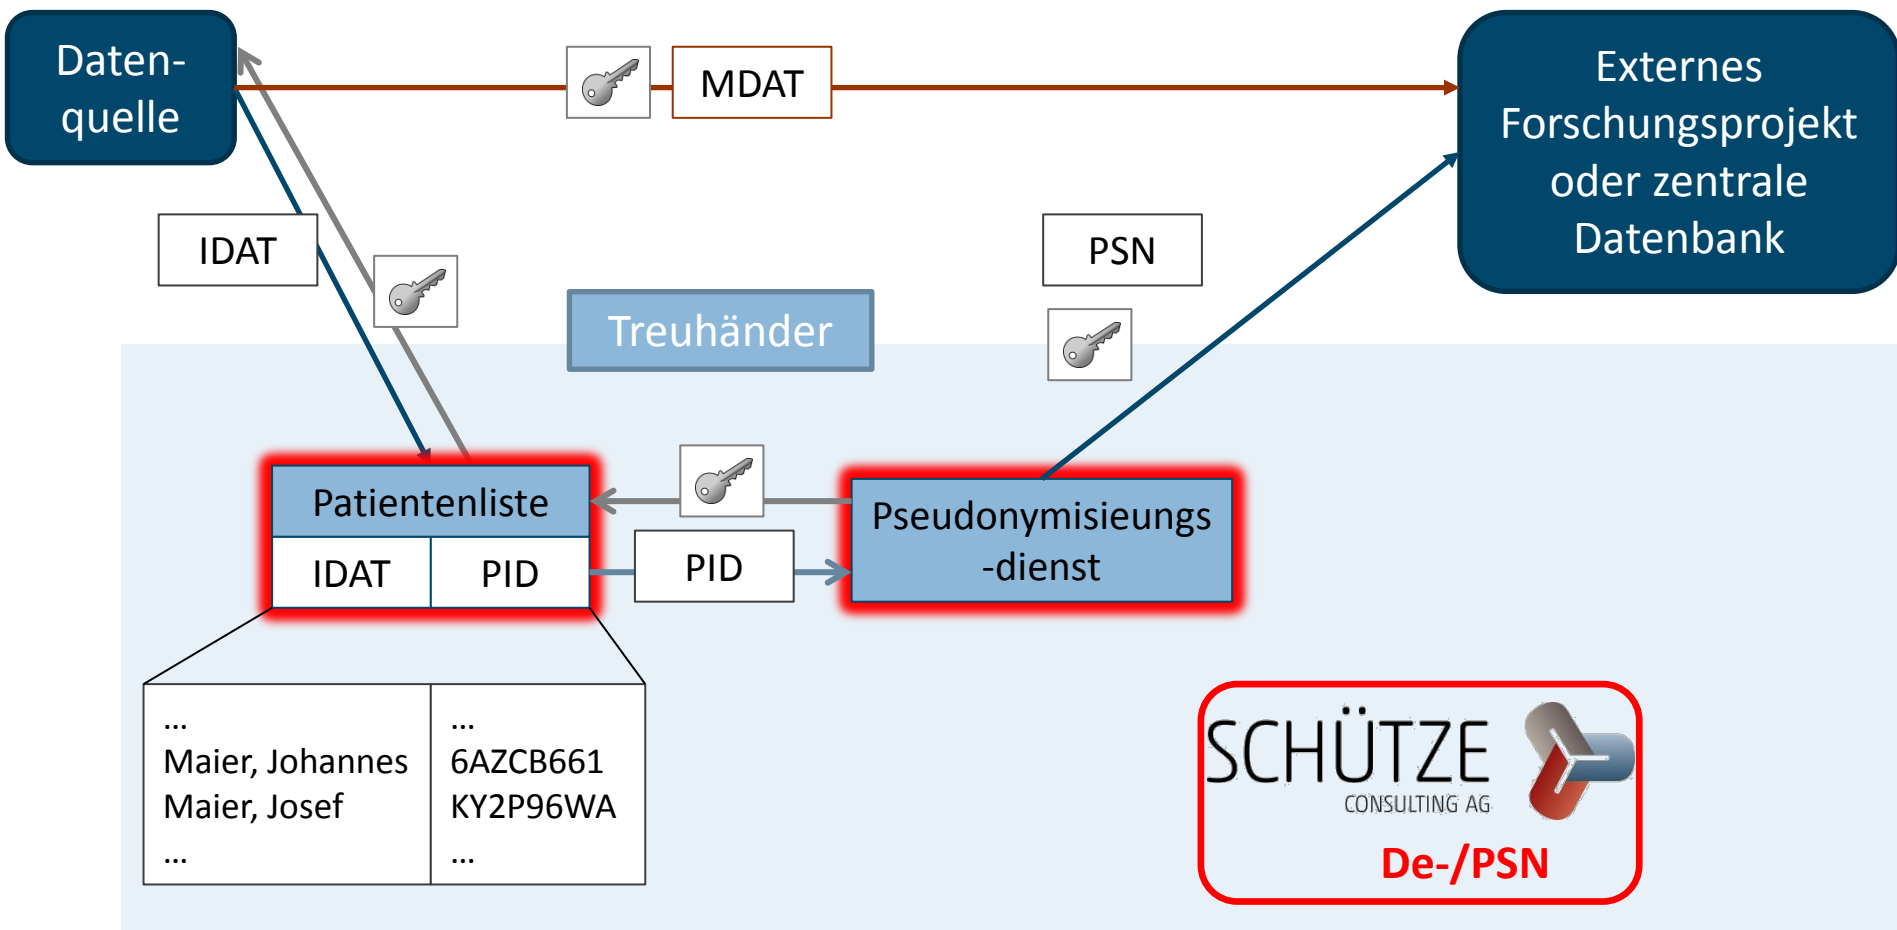 Daten-
quelle
MDAT
Externes
Forschungsprojekt
oder zentrale
Datenbank
IDAT
PSN
Treuhänder
Patientenliste
IDAT PID
PID
Pseudonymisieungs
-dienst
... ...
Maier, Johannes 6AZCB661
Maier, Josef KY2P96WA
... ...
SCHÜTZE
CONSULTING AG
De-/PSN